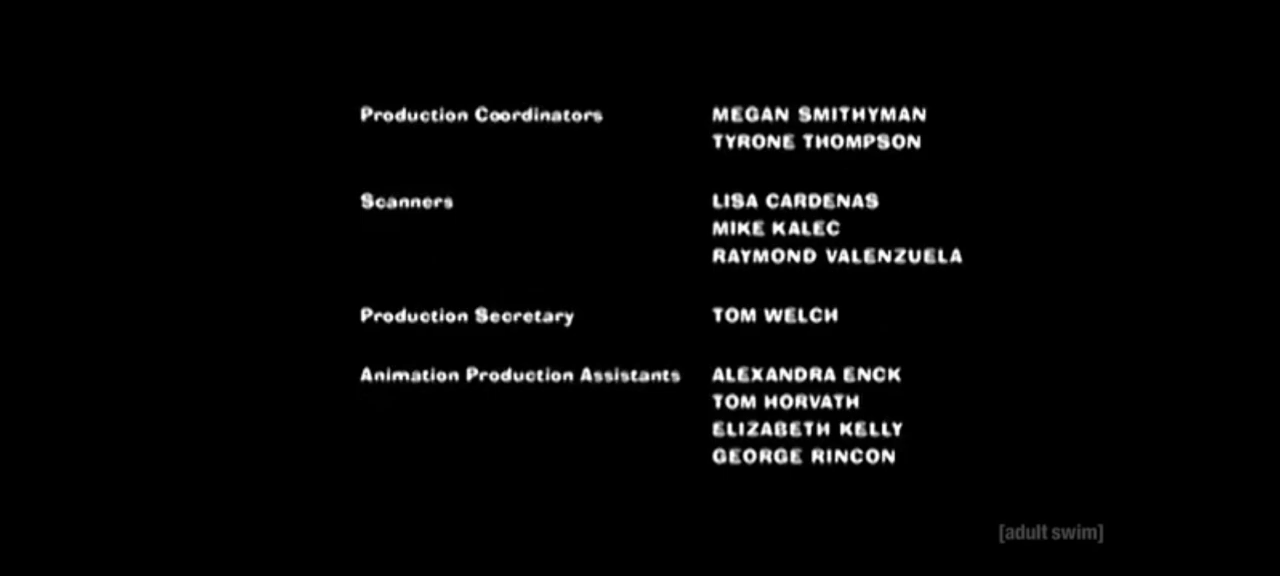 Production Coordinators MEGAN SMITHYMAN
TYRONE THOMPSON
Scanners LISA CARDENAS
MIKE KALEC
RAYMOND VALENZUELA
Production Secretary TOM WELCH
Animation Production Assistants ALEXANDRA ENCK
TOM HORVATH
ELIZABETH KELLY
GEORGE RINCON
[adult swim]